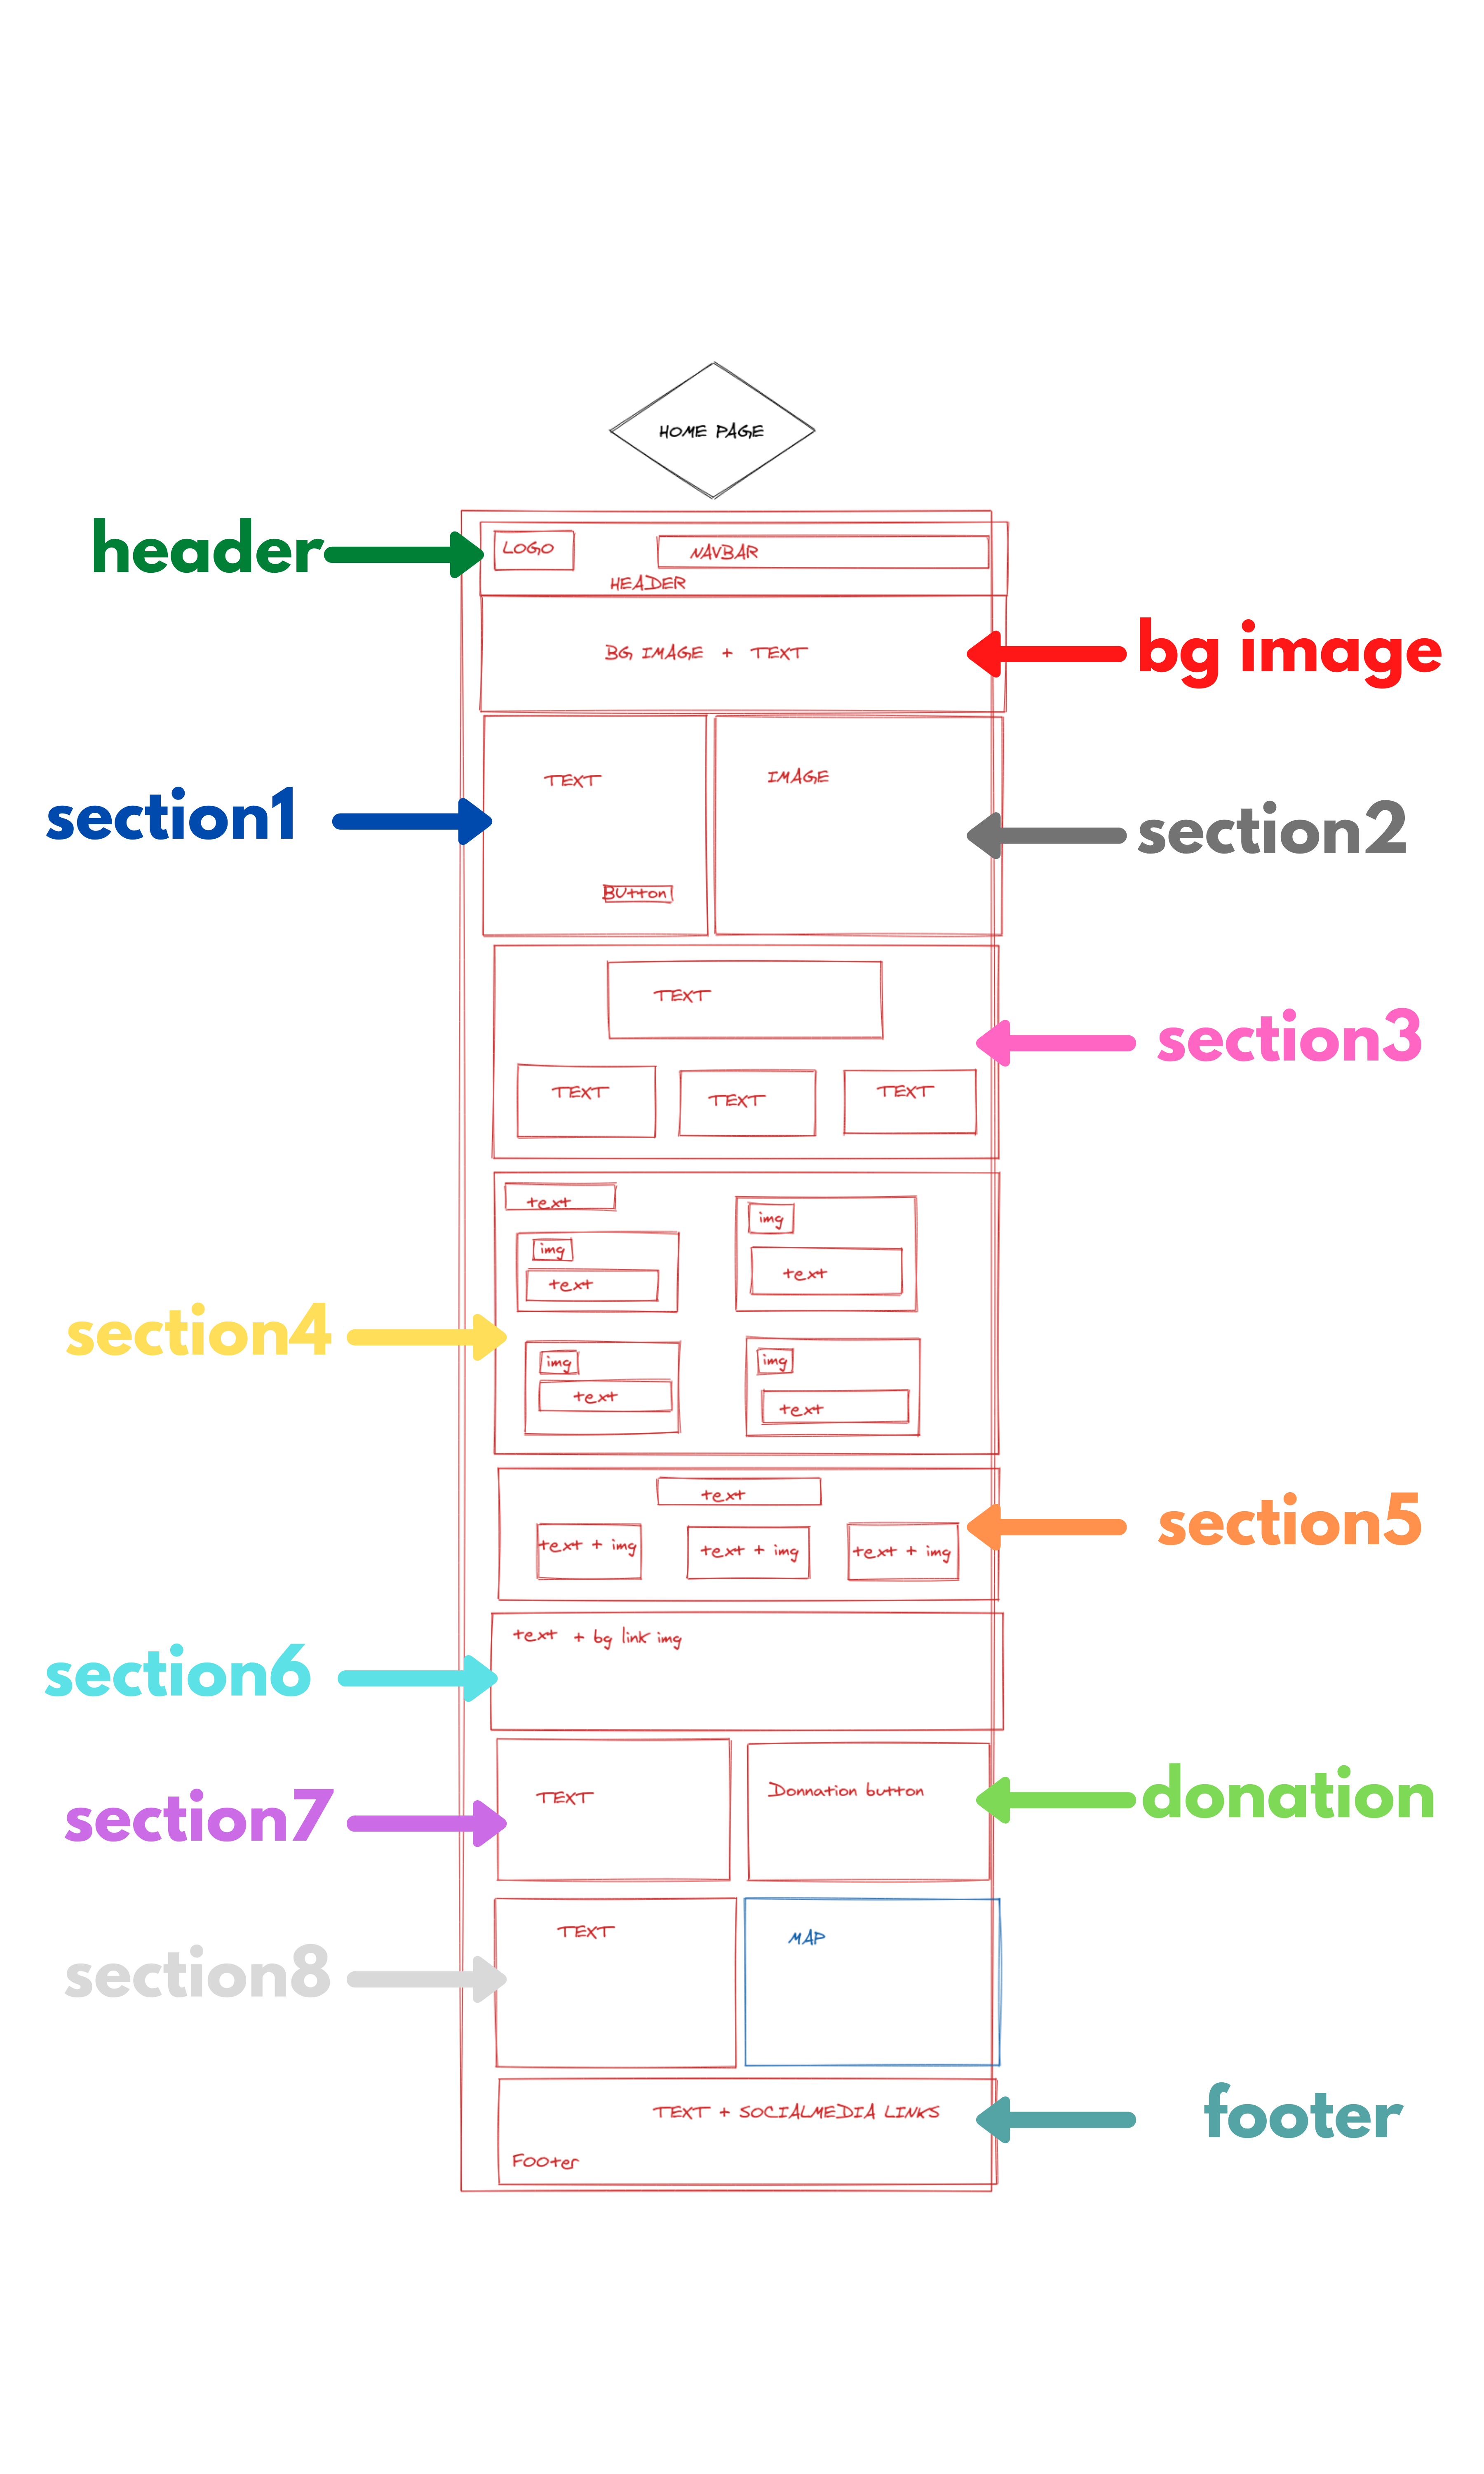 HOME PAGE
header
LOGO
NAVBAR
HEADER
BG IMAGE + TEXT
bg image
section1
TEXT
BUtton
IMAGE
section2
TEXT
section3
TEXT
TEXT
TEXT
section4
text
img
text
img
text
img
text
img
text
text
section5
text + img
text + img
text + img
section6
text + bg link img
section7
TEXT
Donnation button
donation
section8
TEXT
MAP
TEXT + SOCIALMEDIA LINKS
footer
FOOter